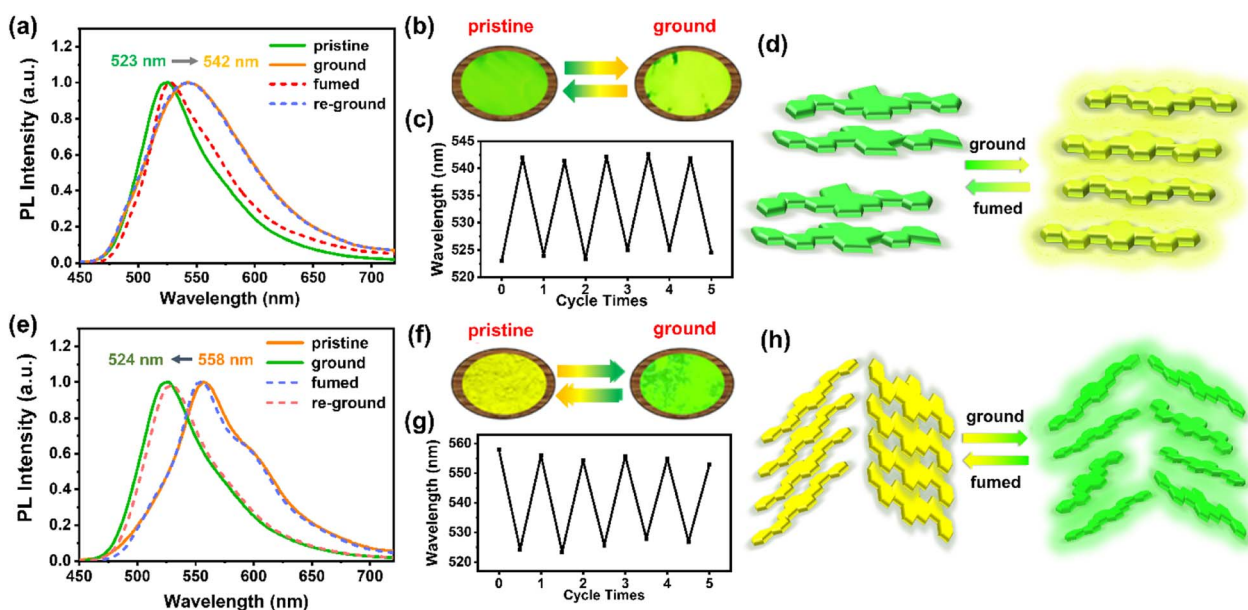 (a)
PL Intensity (a.u.)
1.2
1.0
0.8
0.6
0.4
0.2
0.0
523 nm 542 nm
pristine
ground
fumed
re-ground
450 500 550 600 650 700
Wavelength (nm)
(b)
pristine ground
(c)
Wavelength (nm)
545
540
535
530
525
520
0 1 2 3 4 5
Cycle Times
(d)
ground
fumed
(e)
PL Intensity (a.u.)
1.2
1.0
0.8
0.6
0.4
0.2
0.0
524 nm 558 nm
pristine
ground
fumed
re-ground
450 500 550 600 650 700
Wavelength (nm)
(f)
pristine ground
(g)
Wavelength (nm)
560
550
540
530
520
0 1 2 3 4 5
Cycle Times
(h)
ground
fumed